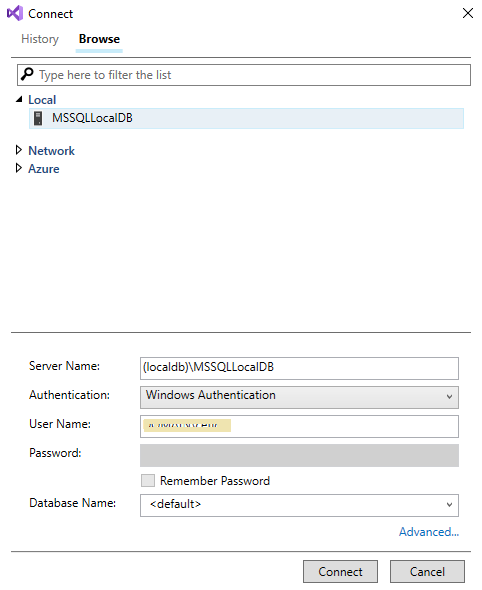 Connect
History Browse
Type here to filter the list
Local
MSSQLLocalDB
Network
Azure
Server Name: (localdb)\MSSQLLocalDB
Authentication: Windows Authentication
User Name:
Password:
Remember Password
Database Name: <default>
Advanced...
Connect Cancel